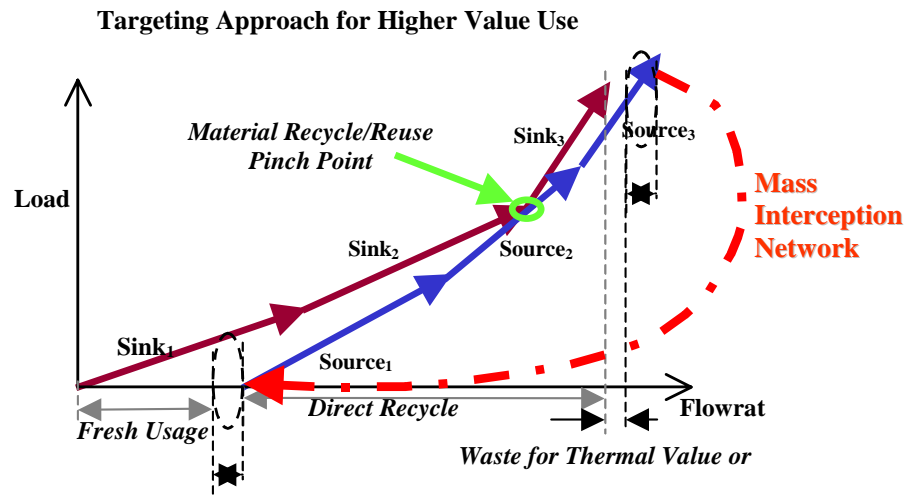 Targeting Approach for Higher Value Use
Material Recycle/Reuse
Pinch Point
Sink₃
Source₃
Load
Mass
Interception
Network
Sink₂
Source₂
Sink₁
Source₁
Direct Recycle
Flowrat
Fresh Usage
Waste for Thermal Value or